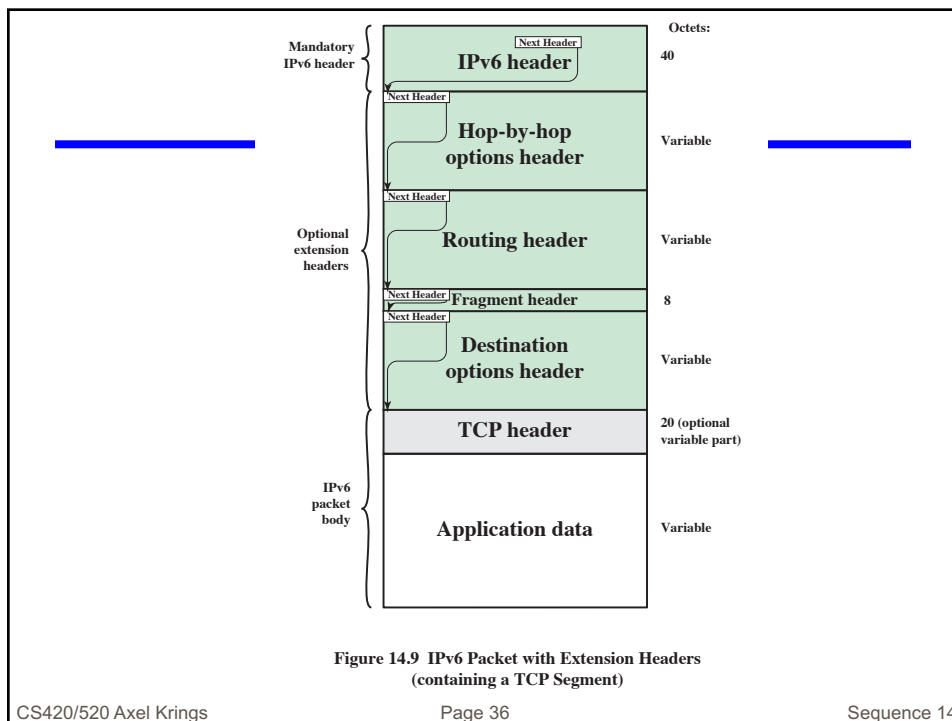 Octets:
Mandatory
IPv6 header
Next Header
IPv6 header
40
Next Header
Hop-by-hop
options header
Variable
Next Header
Optional
extension
headers
Routing header
Variable
Next Header
Fragment header
8
Next Header
Destination
options header
Variable
TCP header
20 (optional
variable part)
IPv6
packet
body
Application data
Variable
Figure 14.9 IPv6 Packet with Extension Headers
(containing a TCP Segment)
CS420/520 Axel Krings
Page 36
Sequence 14